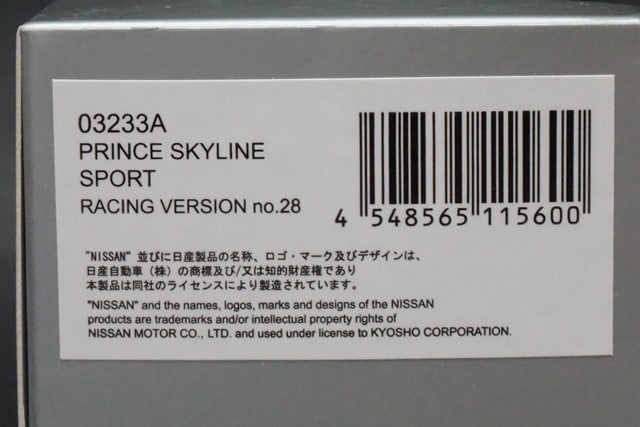 03233A
PRINCE SKYLINE
SPORT
RACING VERSION no.28
4 548565 115600
"NISSAN" 並びに日産製品の名称、ロゴ・マーク及びデザインは、
日産自動車（株）の商標及び/又は知的財産権であり
本製品は同社のライセンスにより製造されています。
"NISSAN" and the names, logos, marks and designs of the NISSAN
products are trademarks and/or intellectual property rights of
NISSAN MOTOR CO., LTD. and used under license to KYOSHO CORPORATION.